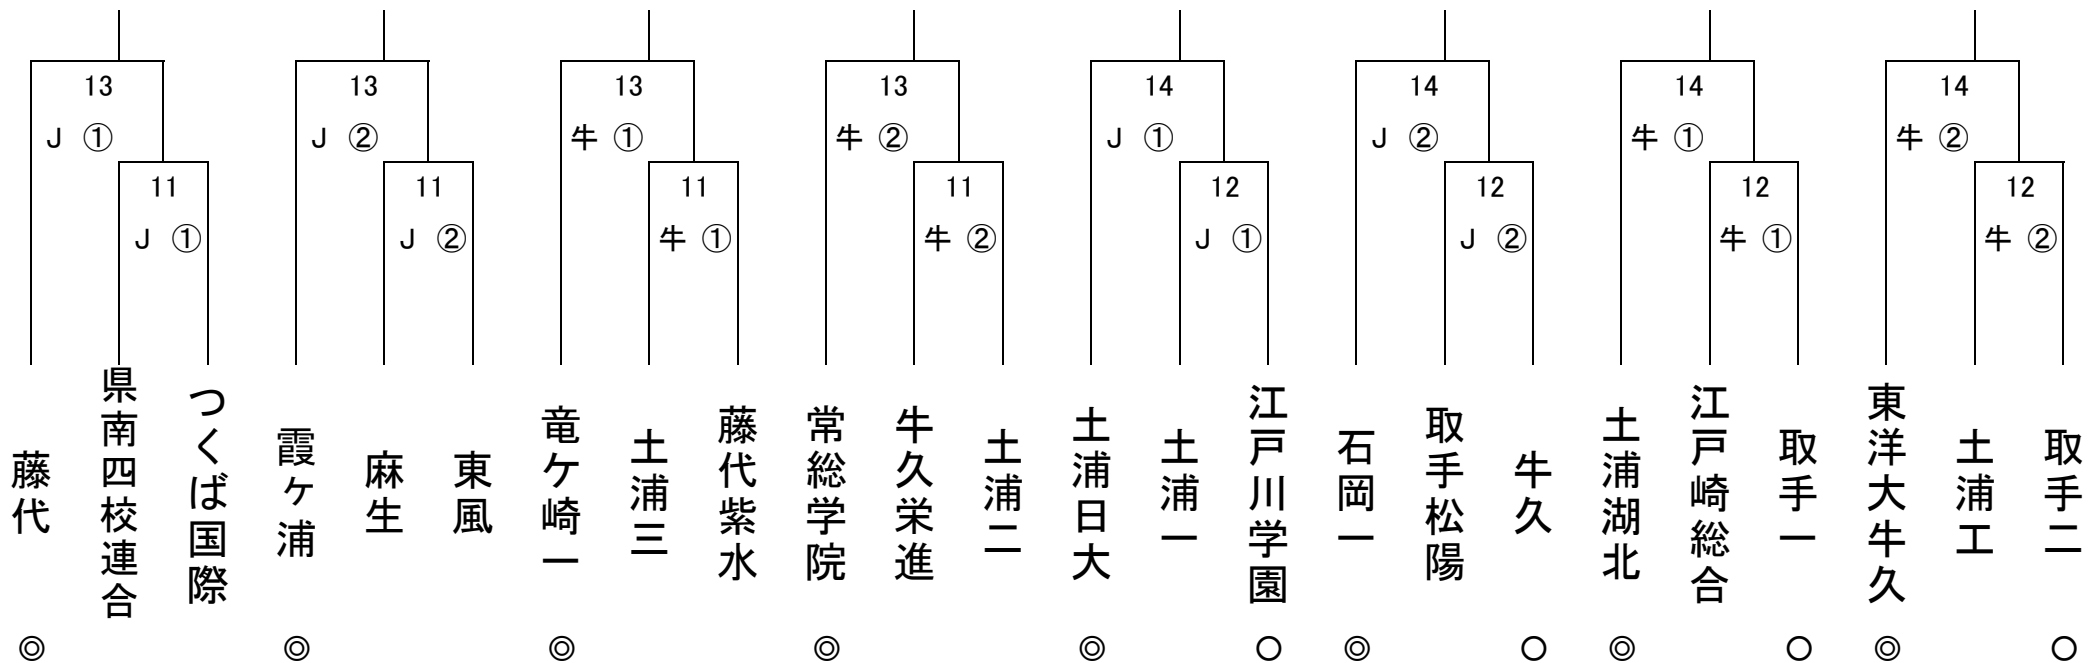 13 13 13 13 14 14 14 14
J ① J ② 牛 ① 牛 ② J ① J ② 牛 ① 牛 ②
11 11 11 11 12 12 12 12
J ① J ② 牛 ① 牛 ② J ① J ② 牛 ① 牛 ②
藤代
県南四校連合
つくば国際
霞ヶ浦
麻生
東風
竜ケ崎一
土浦三
藤代紫水
常総学院
牛久栄進
土浦二
土浦日大
土浦一
江戸川学園
石岡一
取手松陽
牛久
土浦湖北
江戸崎総合
取手一
東洋大牛久
土浦工
取手二
◎ ◎ ◎ ◎ ◎ ○ ◎ ○ ◎ ○ ◎ ○